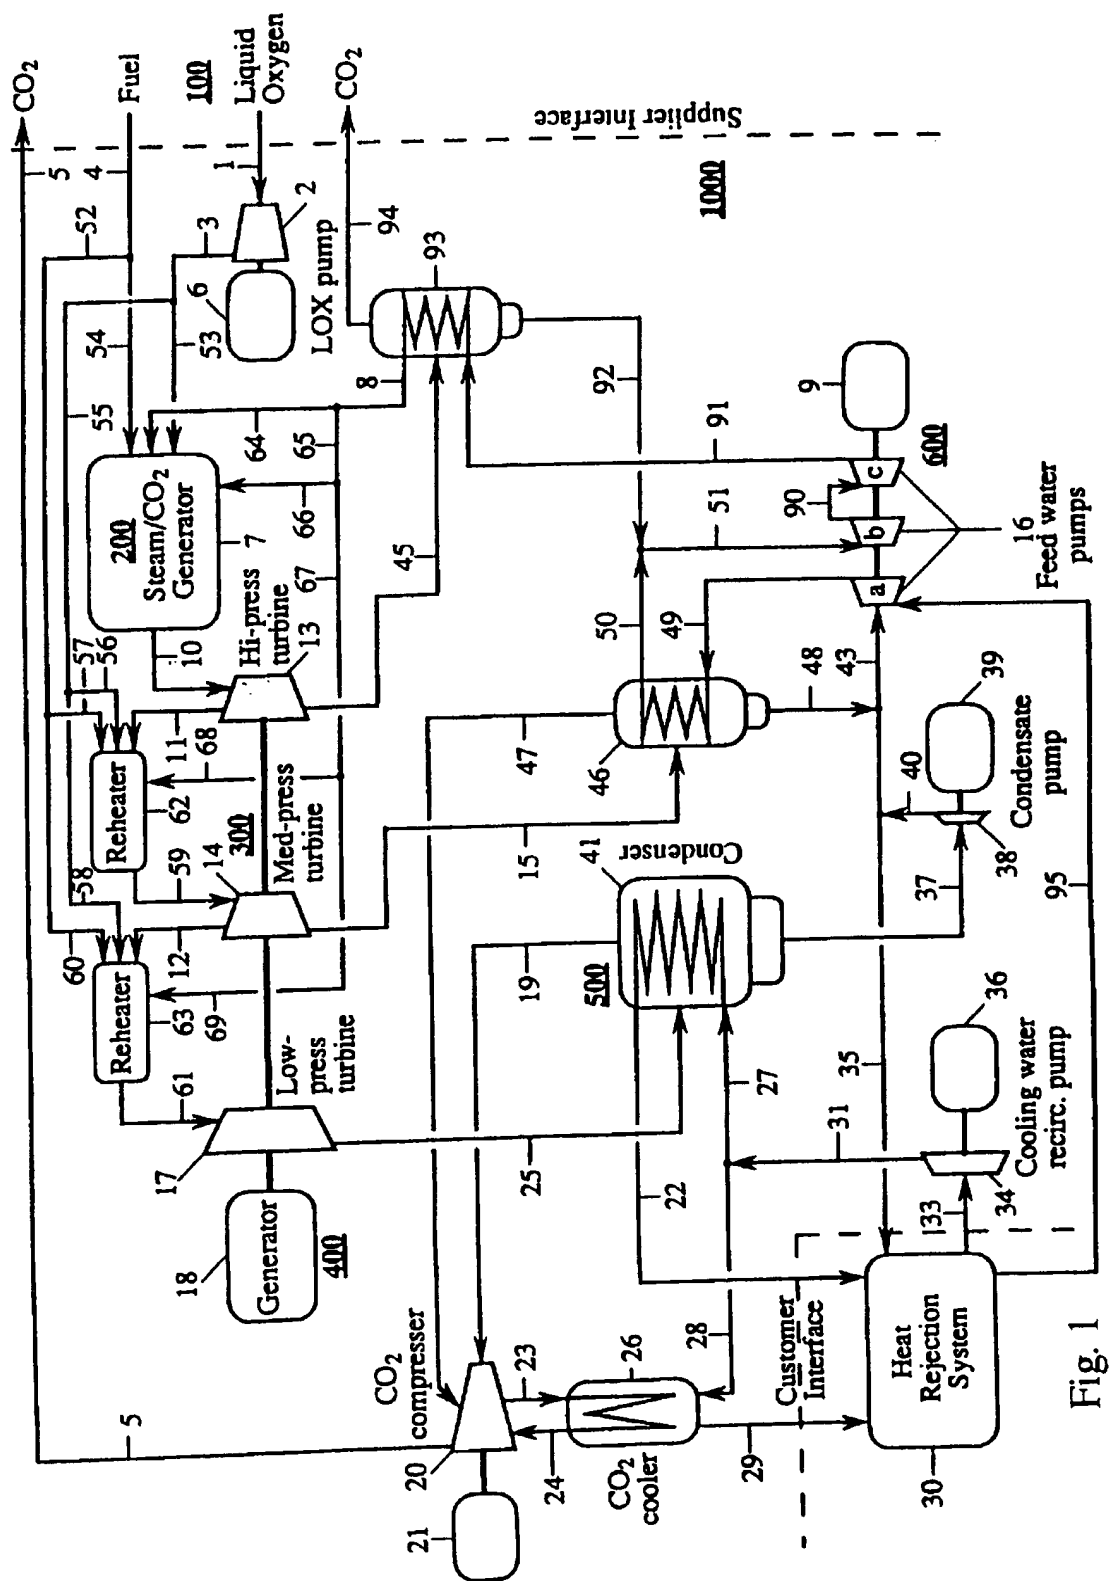 5
CO2
Fuel
100
Liquid
Oxygen
CO2
5
4
1
Supplier Interface
52
3
2
94
1000
6
LOX pump
93
54
53
55
8
92
9
200
Steam/CO2
Generator
64
65
91
600
7
66
67
45
90
c
b
a
51
16
Feed water
pumps
57
56
10
Hi-press
turbine
13
50
49
43
11
68
47
46
48
39
Reheater
62
300
Med-press
turbine
40
Condensate
pump
58
59
14
15
41
Condenser
38
37
95
60
12
19
500
Reheater
63
69
Low-
press
turbine
36
61
27
35
Cooling water
recirc. pump
17
25
22
31
34
133
18
Generator
400
28
Customer
Interface
CO2
compresser
23
26
Heat
Rejection
System
5
20
24
CO2
cooler
29
30
21
Fig. 1